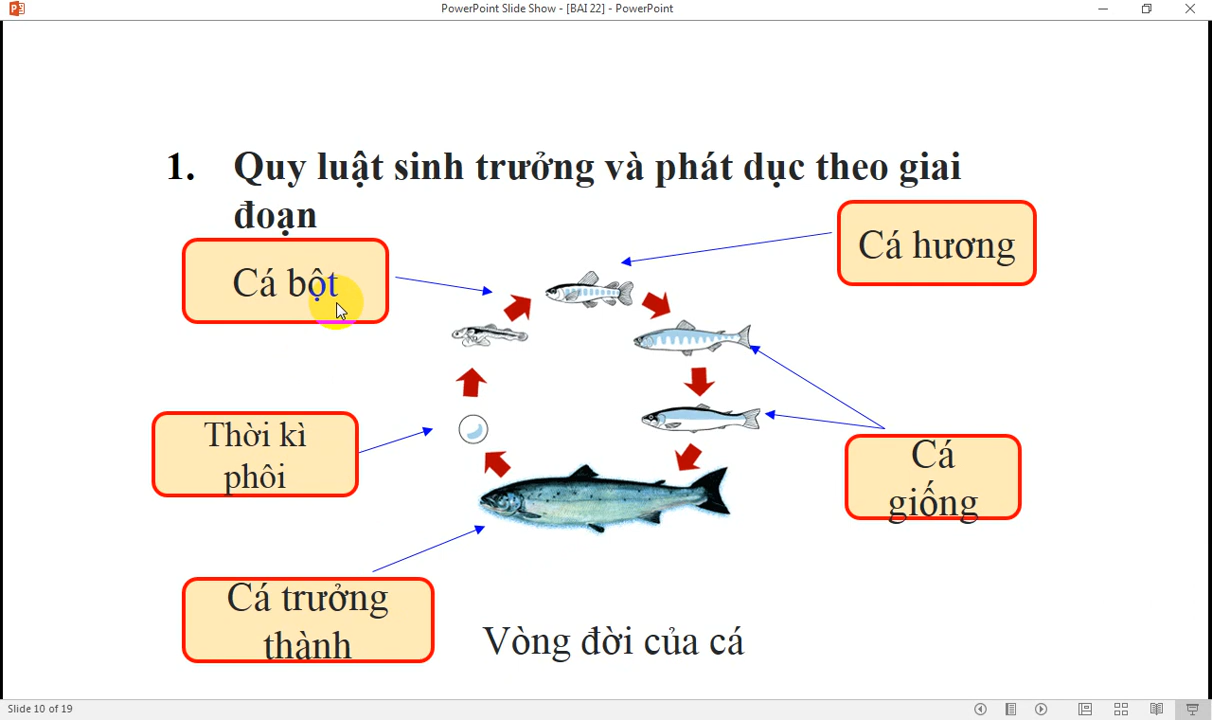 PowerPoint Slide Show - [BAI 22] - PowerPoint
1. Quy luật sinh trưởng và phát dục theo giai
đoạn
Cá hương
Cá bột
Thời kì
phôi
Cá
giống
Cá trưởng
thành
Vòng đời của cá
Slide 10 of 19